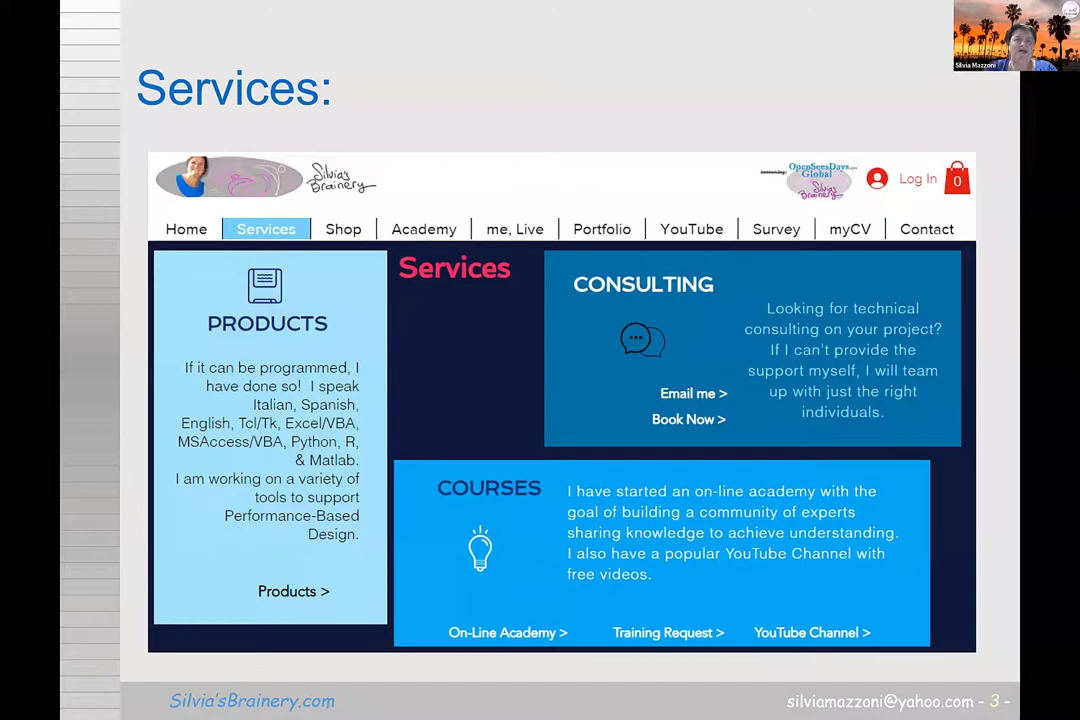 Silvia Mazzoni
Services:
Silvia's
Brainery
OpenSeesDays
Global
Silvia's
Brainery
Log In
0
Home Services Shop Academy me, Live Portfolio YouTube Survey myCV Contact
Services
PRODUCTS
If it can be programmed, I
have done so! I speak
Italian, Spanish,
English, Tcl/Tk, Excel/VBA,
MSAccess/VBA, Python, R,
& Matlab.
I am working on a variety of
tools to support
Performance-Based
Design.
Products >
CONSULTING
Looking for technical
consulting on your project?
If I can't provide the
support myself, I will team
up with just the right
individuals.
Email me >
Book Now >
COURSES
I have started an on-line academy with the
goal of building a community of experts
sharing knowledge to achieve understanding.
I also have a popular YouTube Channel with
free videos.
On-Line Academy > Training Request > YouTube Channel >
Silvia'sBrainery.com
silviamazzoni@yahoo.com - 3 -